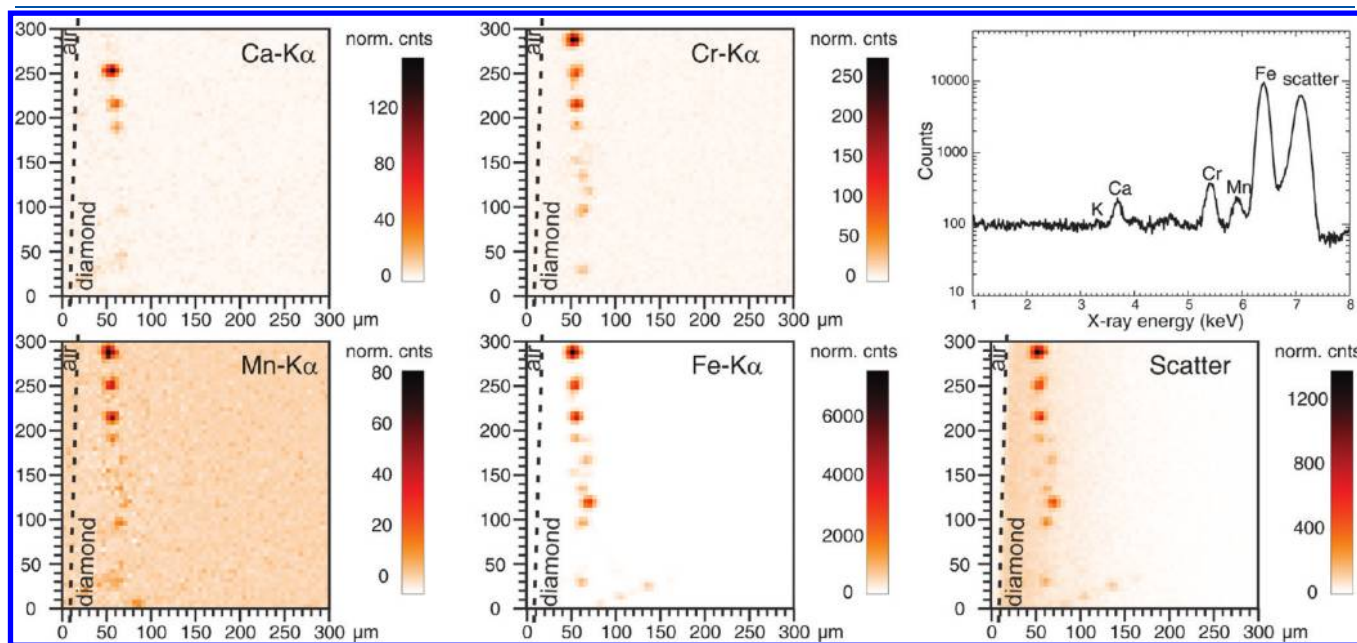 Ca-Kα
norm. cnts
air
diamond
300
250
200
150
100
50
0
0 50 100 150 200 250 300 µm
120
80
40
0
Cr-Kα
norm. cnts
air
diamond
300
250
200
150
100
50
0
0 50 100 150 200 250 300 µm
250
200
150
100
50
0
Counts
10000
1000
100
10
K
Ca
Cr
Mn
Fe
scatter
1 2 3 4 5 6 7 8
X-ray energy (keV)
Mn-Kα
norm. cnts
air
diamond
300
250
200
150
100
50
0
0 50 100 150 200 250 300 µm
80
60
40
20
0
Fe-Kα
norm. cnts
air
diamond
300
250
200
150
100
50
0
0 50 100 150 200 250 300 µm
6000
4000
2000
0
Scatter
norm. cnts
air
diamond
300
250
200
150
100
50
0
0 50 100 150 200 250 300 µm
1200
800
400
0